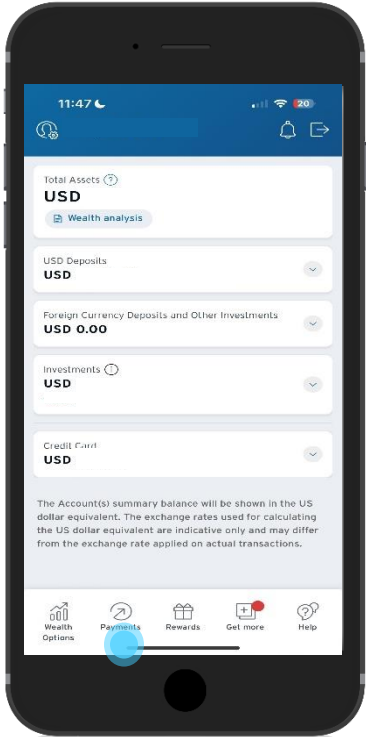 11:47
20
Total Assets ?
USD
Wealth analysis
USD Deposits
USD
Foreign Currency Deposits and Other Investments
USD 0.00
Investments
USD
Credit Card
USD
The Account(s) summary balance will be shown in the US
dollar equivalent. The exchange rates used for calculating
the US dollar equivalent are indicative only and may differ
from the exchange rate applied on actual transactions.
Wealth
Options
Payments
Rewards
Get more
Help